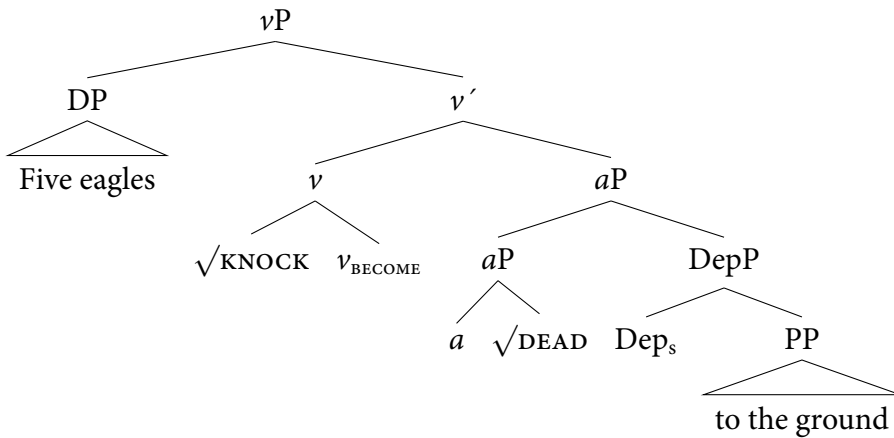 vP
DP v´
Five eagles v aP
√KNOCK vBECOME aP DepP
a √DEAD Deps PP
to the ground